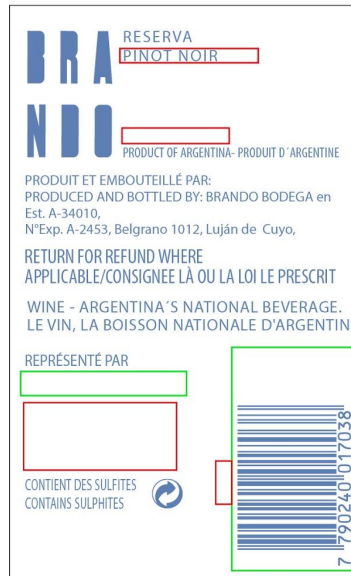 BRA
NDO
RESERVA
PINOT NOIR
PRODUCT OF ARGENTINA- PRODUIT D´ARGENTINE
PRODUIT ET EMBOUTEILLÉ PAR:
PRODUCED AND BOTTLED BY: BRANDO BODEGA en
Est. A-34010,
N°Exp. A-2453, Belgrano 1012, Luján de Cuyo,
RETURN FOR REFUND WHERE
APPLICABLE/CONSIGNEE LÀ OU LA LOI LE PRESCRIT
WINE - ARGENTINA´S NATIONAL BEVERAGE.
LE VIN, LA BOISSON NATIONALE D'ARGENTIN
REPRÉSENTÉ PAR
CONTIENT DES SULFITES
CONTAINS SULPHITES
7 790240 017038